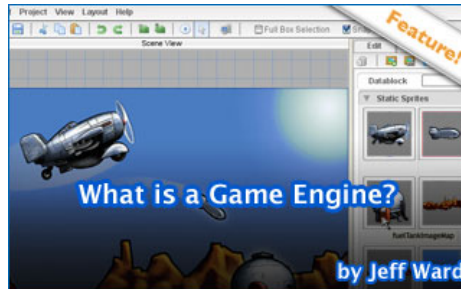 Project View Layout Help
Full Box Selection
Scene View
Feature!
Edit
Datablock
Static Sprites
What is a Game Engine?
fuelTankImageMap
by Jeff Ward